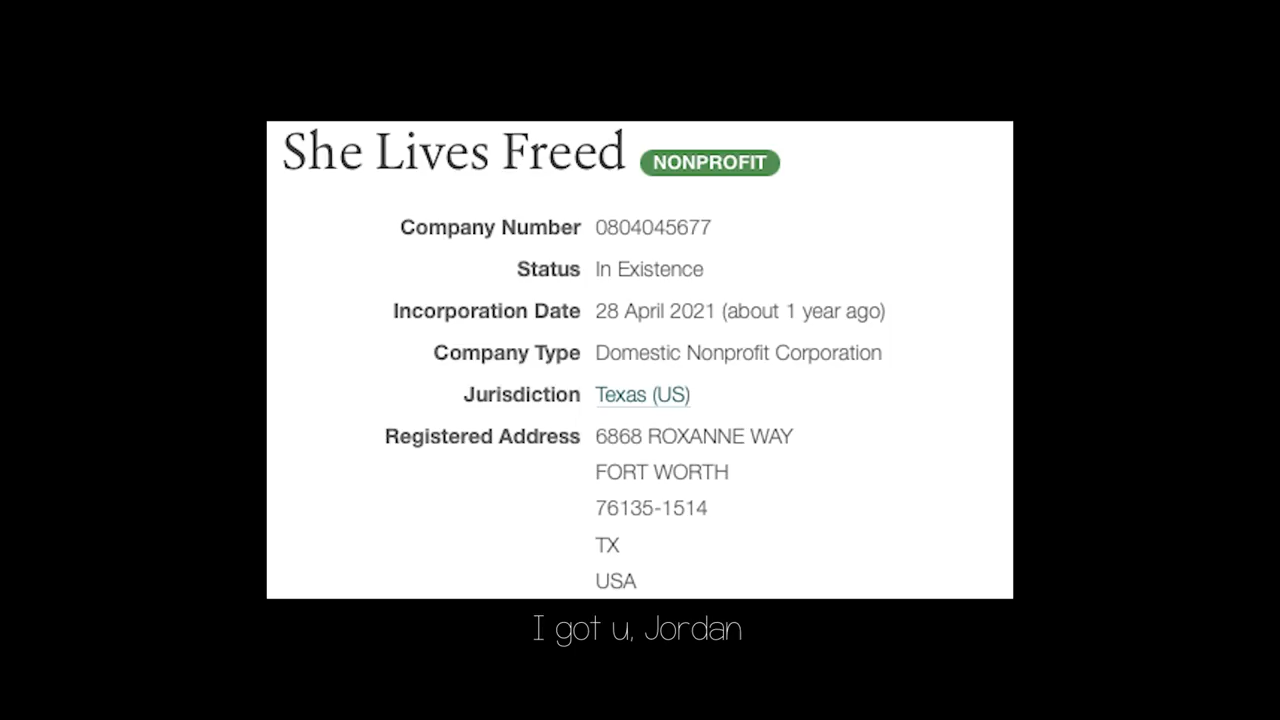 She Lives Freed NONPROFIT
Company Number 0804045677
Status In Existence
Incorporation Date 28 April 2021 (about 1 year ago)
Company Type Domestic Nonprofit Corporation
Jurisdiction Texas (US)
Registered Address 6868 ROXANNE WAY
FORT WORTH
76135-1514
TX
USA
I got u, Jordan